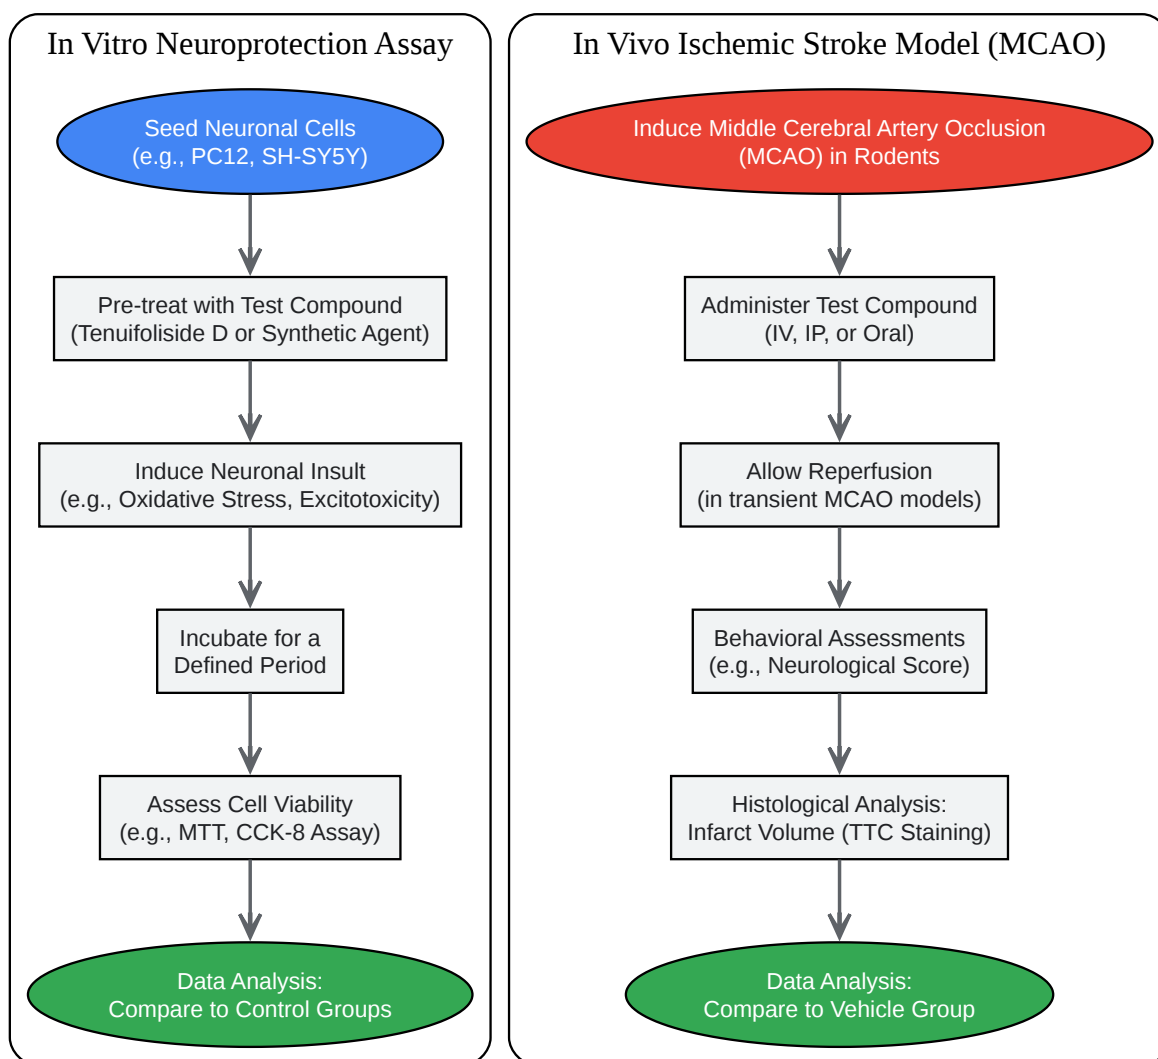 In Vitro Neuroprotection Assay
Seed Neuronal Cells
(e.g., PC12, SH-SY5Y)
Pre-treat with Test Compound
(Tenuifoliside D or Synthetic Agent)
Induce Neuronal Insult
(e.g., Oxidative Stress, Excitotoxicity)
Incubate for a
Defined Period
Assess Cell Viability
(e.g., MTT, CCK-8 Assay)
Data Analysis:
Compare to Control Groups
In Vivo Ischemic Stroke Model (MCAO)
Induce Middle Cerebral Artery Occlusion
(MCAO) in Rodents
Administer Test Compound
(IV, IP, or Oral)
Allow Reperfusion
(in transient MCAO models)
Behavioral Assessments
(e.g., Neurological Score)
Histological Analysis:
Infarct Volume (TTC Staining)
Data Analysis:
Compare to Vehicle Group